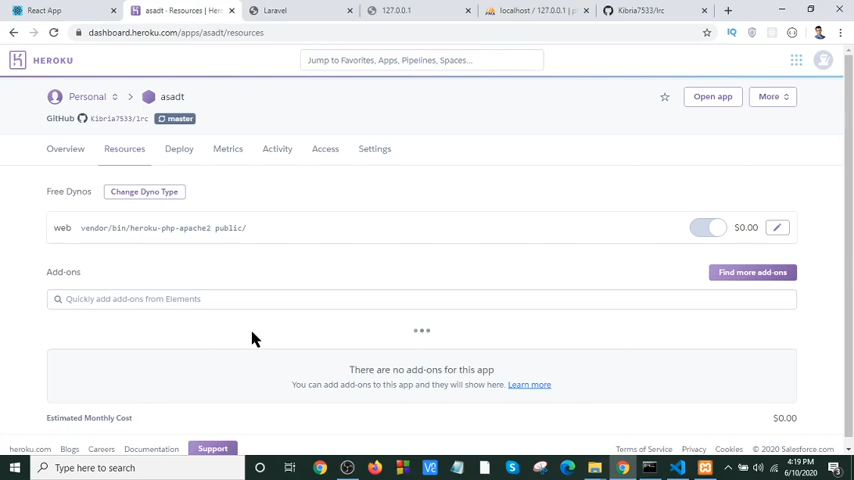 React App
asadt - Resources | Her
Laravel
127.0.0.1
localhost / 127.0.0.1 | p
Kibria7533/lrc
dashboard.heroku.com/apps/asadt/resources
HEROKU
Jump to Favorites, Apps, Pipelines, Spaces...
Personal
asadt
Open app
More
GitHub
Kibria7533/lrc
master
Overview
Resources
Deploy
Metrics
Activity
Access
Settings
Free Dynos
Change Dyno Type
web vendor/bin/heroku-php-apache2 public/
$0.00
Add-ons
Find more add-ons
Quickly add add-ons from Elements
There are no add-ons for this app
You can add add-ons to this app and they will show here. Learn more
Estimated Monthly Cost
$0.00
heroku.com Blogs Careers Documentation Support
Terms of Service Privacy Cookies © 2020 Salesforce.com
Type here to search
4:19 PM
6/10/2020